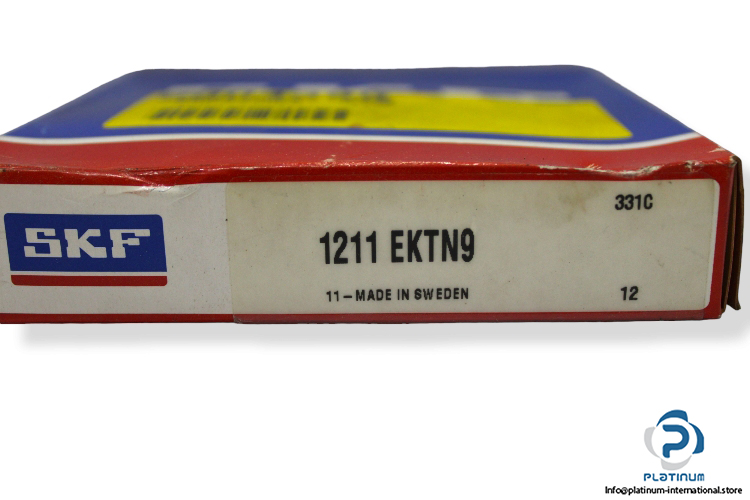 331C
SKF
1211 EKTN9
11-MADE IN SWEDEN
12
PLATINUM
Info@platinum-international.store